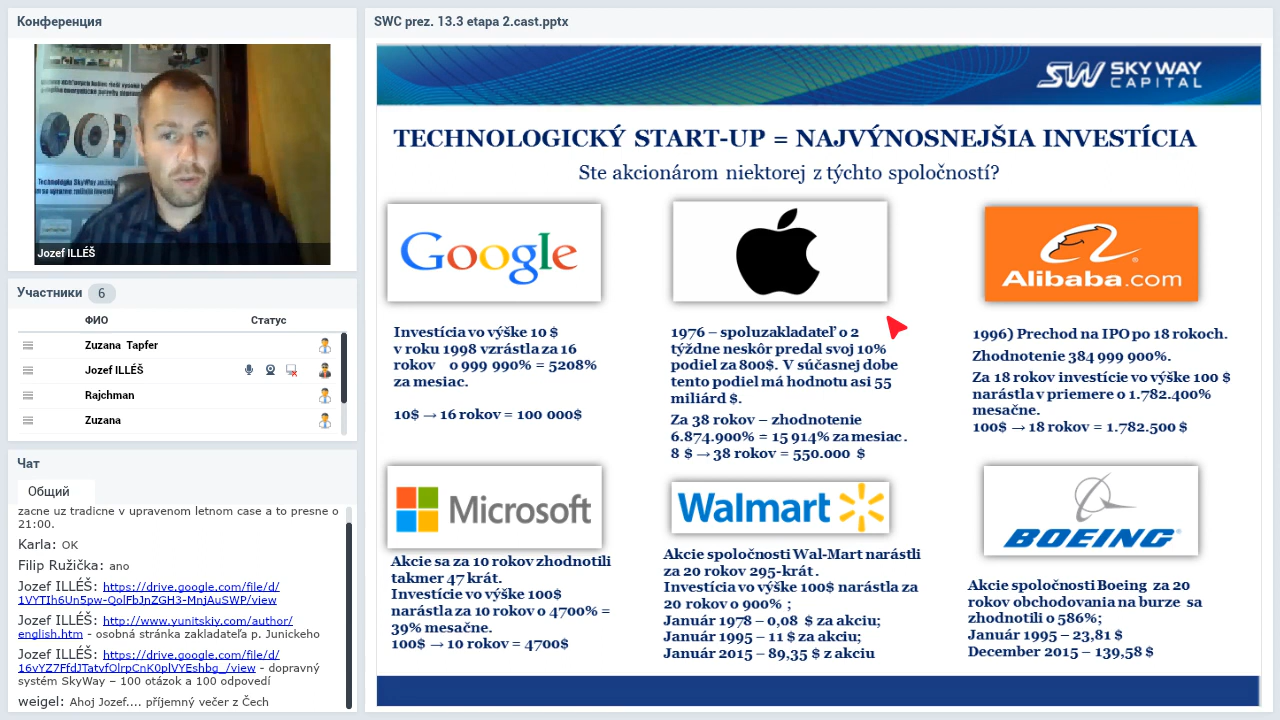 Конференция
Jozef ILLÉŠ
Участники 6
ФИО Статус
Zuzana Tapfer
Jozef ILLÉŠ
Rajchman
Zuzana
Чат
Общий
zacne uz tradicne v upravenom letnom case a to presne o
21:00.
Karla: OK
Filip Ružička: ano
Jozef ILLÉŠ: https://drive.google.com/file/d/
1VYTIh6Un5pw-QolFbJnZGH3-MnjAuSWP/view
Jozef ILLÉŠ: http://www.yunitskiy.com/author/
english.htm - osobná stránka zakladateľa p. Junickeho
Jozef ILLÉŠ: https://drive.google.com/file/d/
16vYZ7FfdJTatvfOlrpCnK0plVYEshbg_/view - dopravný
systém SkyWay – 100 otázok a 100 odpovedí
weigel: Ahoj Jozef.... příjemný večer z Čech
SWC prez. 13.3 etapa 2.cast.pptx
SW SKY WAY
CAPITAL
TECHNOLOGICKÝ START-UP = NAJVÝNOSNEJŠIA INVESTÍCIA
Ste akcionárom niektorej z týchto spoločností?
Google
Investícia vo výške 10 $
v roku 1998 vzrástla za 16
rokov o 999 990% = 5208%
za mesiac.
10$ → 16 rokov = 100 000$
1976 – spoluzakladateľ o 2
týždne neskôr predal svoj 10%
podiel za 800$. V súčasnej dobe
tento podiel má hodnotu asi 55
miliárd $.
Za 38 rokov – zhodnotenie
6.874.900% = 15 914% za mesiac.
8 $ → 38 rokov = 550.000 $
Alibaba.com
1996) Prechod na IPO po 18 rokoch.
Zhodnotenie 384 999 900%.
Za 18 rokov investície vo výške 100 $
narástla v priemere o 1.782.400%
mesačne.
100$ → 18 rokov = 1.782.500 $
Microsoft
Akcie sa za 10 rokov zhodnotili
takmer 47 krát.
Investície vo výške 100$
narástla za 10 rokov o 4700% =
39% mesačne.
100$ → 10 rokov = 4700$
Walmart
Akcie spoločnosti Wal-Mart narástli
za 20 rokov 295-krát.
Investícia vo výške 100$ narástla za
20 rokov o 900% ;
Január 1978 – 0,08 $ za akciu;
Január 1995 – 11 $ za akciu;
Január 2015 – 89,35 $ z akciu
BOEING
Akcie spoločnosti Boeing za 20
rokov obchodovania na burze sa
zhodnotili o 586%;
Január 1995 – 23,81 $
December 2015 – 139,58 $